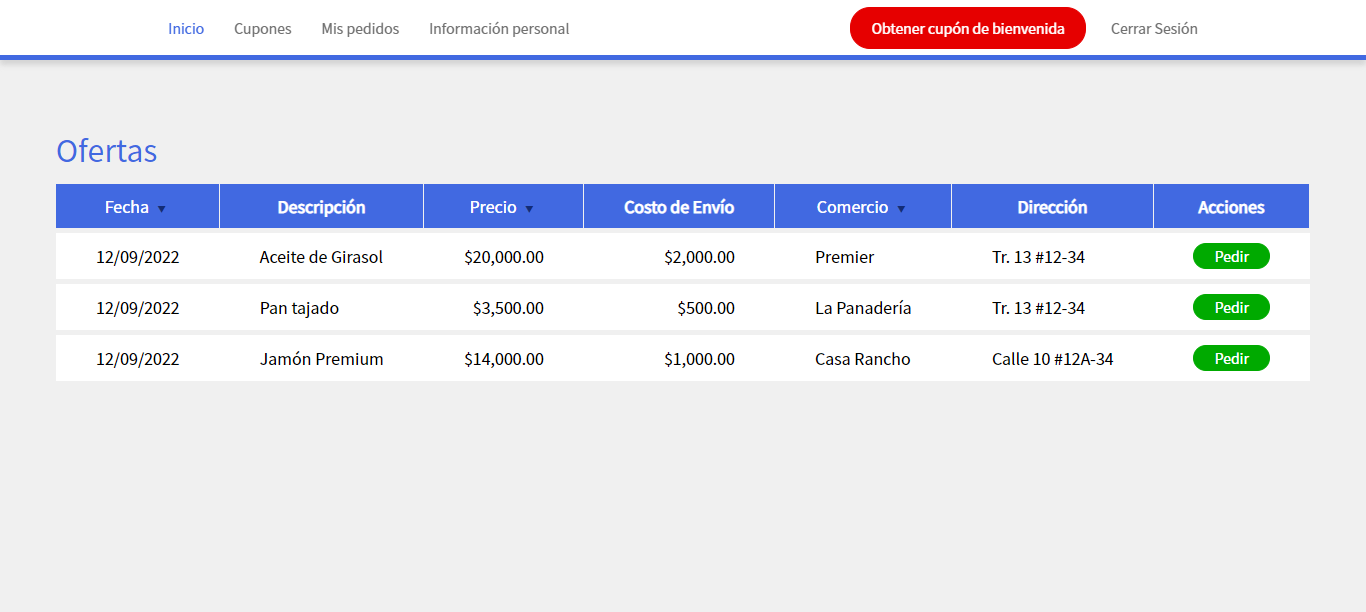 Inicio Cupones Mis pedidos Información personal Obtener cupón de bienvenida Cerrar Sesión
Ofertas
Fecha ▼ Descripción Precio ▼ Costo de Envío Comercio ▼ Dirección Acciones
12/09/2022 Aceite de Girasol $20,000.00 $2,000.00 Premier Tr. 13 #12-34 Pedir
12/09/2022 Pan tajado $3,500.00 $500.00 La Panadería Tr. 13 #12-34 Pedir
12/09/2022 Jamón Premium $14,000.00 $1,000.00 Casa Rancho Calle 10 #12A-34 Pedir